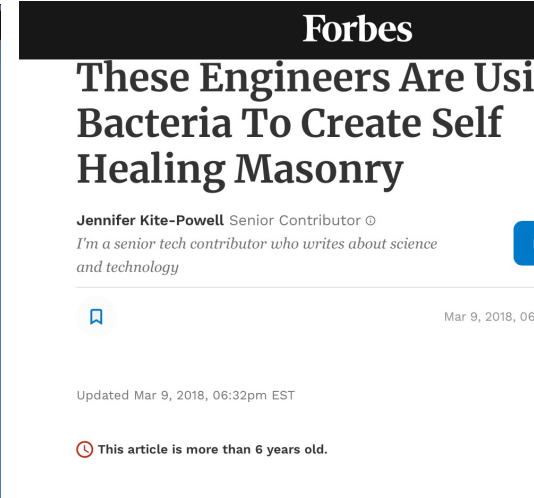 Forbes
These Engineers Are Usi
Bacteria To Create Self
Healing Masonry
Jennifer Kite-Powell Senior Contributor
I'm a senior tech contributor who writes about science
and technology
Mar 9, 2018, 06
Updated Mar 9, 2018, 06:32pm EST
This article is more than 6 years old.